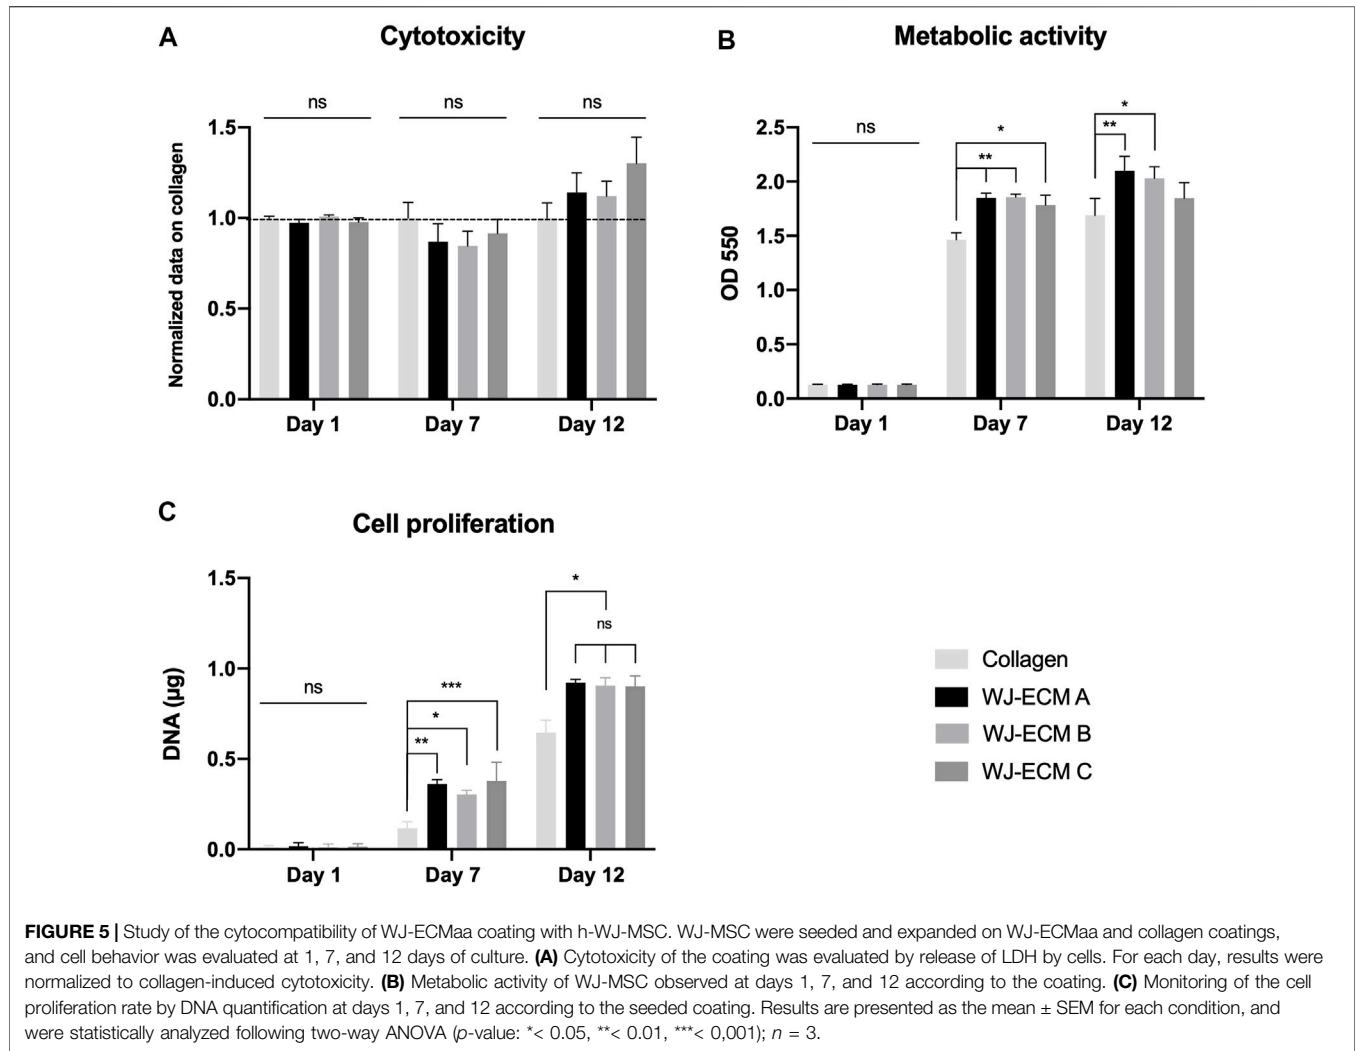 A
Cytotoxicity
ns
ns
ns
Normalized data on collagen
1.5
1.0
0.5
0.0
Day 1
Day 7
Day 12
B
Metabolic activity
ns
*
**
*
**
OD 550
2.5
2.0
1.5
1.0
0.5
0.0
Day 1
Day 7
Day 12
C
Cell proliferation
ns
***
*
**
*
ns
DNA (µg)
1.5
1.0
0.5
0.0
Day 1
Day 7
Day 12
Collagen
WJ-ECM A
WJ-ECM B
WJ-ECM C
FIGURE 5 | Study of the cytocompatibility of WJ-ECMaa coating with h-WJ-MSC. WJ-MSC were seeded and expanded on WJ-ECMaa and collagen coatings,
and cell behavior was evaluated at 1, 7, and 12 days of culture. (A) Cytotoxicity of the coating was evaluated by release of LDH by cells. For each day, results were
normalized to collagen-induced cytotoxicity. (B) Metabolic activity of WJ-MSC observed at days 1, 7, and 12 according to the coating. (C) Monitoring of the cell
proliferation rate by DNA quantification at days 1, 7, and 12 according to the seeded coating. Results are presented as the mean ± SEM for each condition, and
were statistically analyzed following two-way ANOVA (p-value: *< 0.05, **< 0.01, ***< 0,001); n = 3.